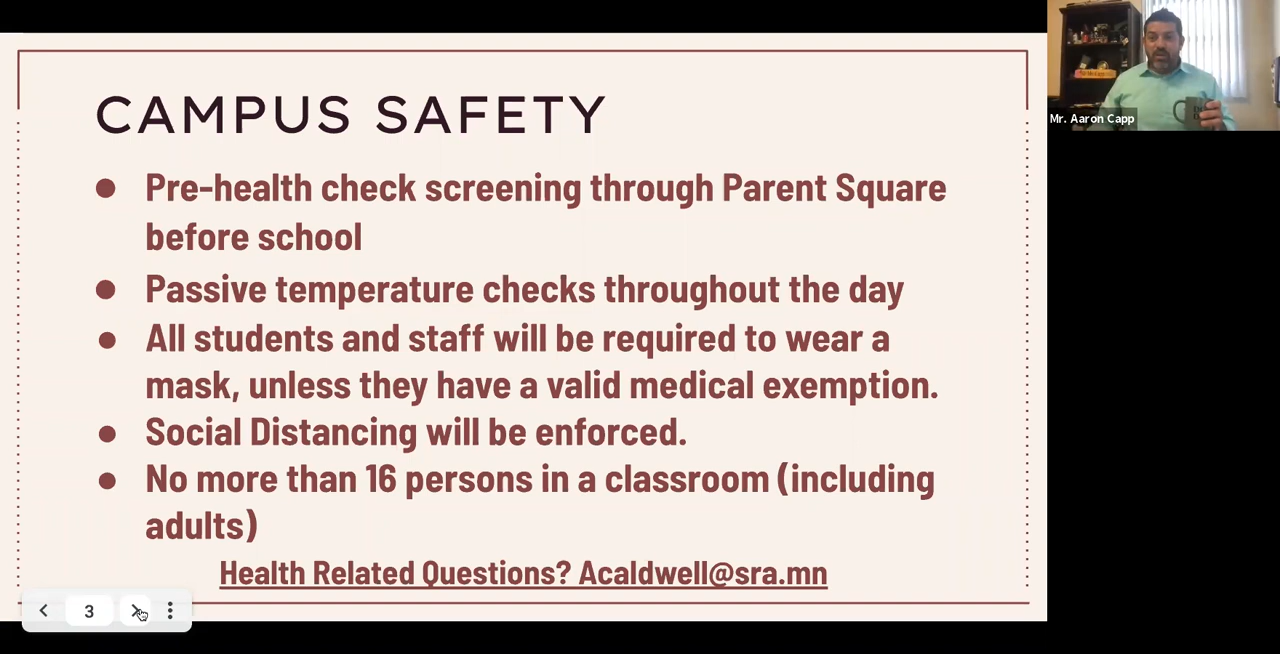 CAMPUS SAFETY
● Pre-health check screening through Parent Square
before school
● Passive temperature checks throughout the day
● All students and staff will be required to wear a
mask, unless they have a valid medical exemption.
● Social Distancing will be enforced.
● No more than 16 persons in a classroom (including
adults)
Health Related Questions? Acaldwell@sra.mn
3
Mr. Aaron Capp